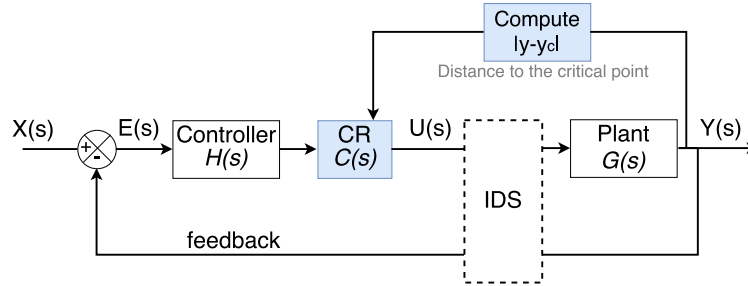 Compute
|y-yc|
Distance to the critical point
X(s)
+
-
E(s)
Controller
H(s)
CR
C(s)
U(s)
IDS
Plant
G(s)
Y(s)
feedback